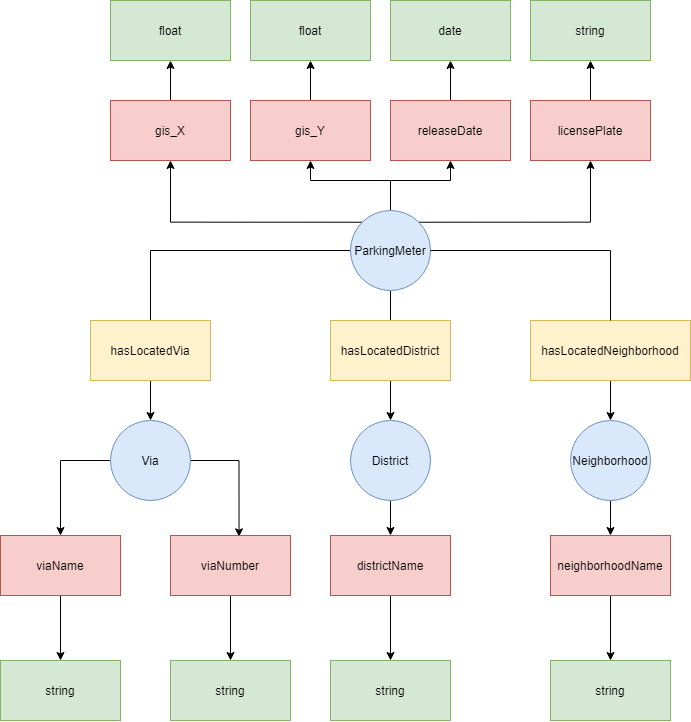 float
float
date
string
gis_X
gis_Y
releaseDate
licensePlate
ParkingMeter
hasLocatedVia
hasLocatedDistrict
hasLocatedNeighborhood
Via
District
Neighborhood
viaName
viaNumber
districtName
neighborhoodName
string
string
string
string